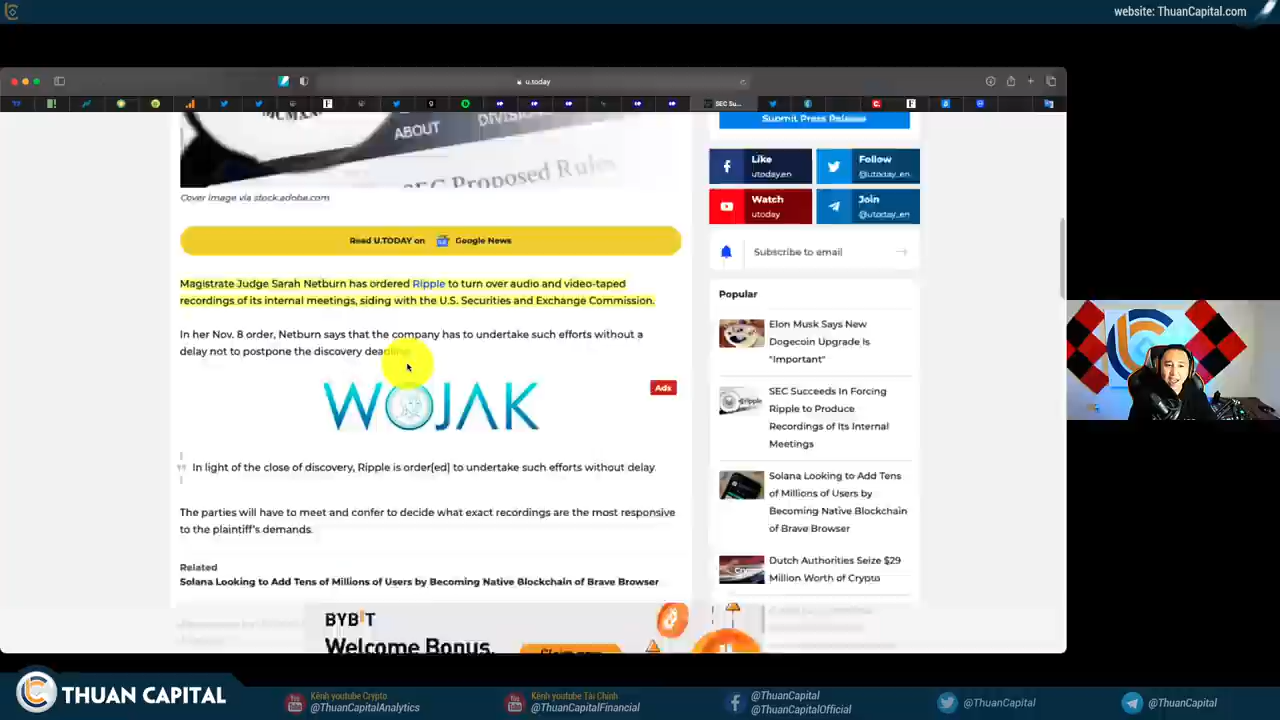 website: ThuanCapital.com
u.today
SEC Su...
ABOUT
SEC Proposed Rules
Cover image via stock.adobe.com
Read U.TODAY on Google News
Magistrate Judge Sarah Netburn has ordered Ripple to turn over audio and video-taped
recordings of its internal meetings, siding with the U.S. Securities and Exchange Commission.
In her Nov. 8 order, Netburn says that the company has to undertake such efforts without a
delay not to postpone the discovery deadline.
WOJAK
Ads
In light of the close of discovery, Ripple is order[ed] to undertake such efforts without delay.
The parties will have to meet and confer to decide what exact recordings are the most responsive
to the plaintiff's demands.
Related
Solana Looking to Add Tens of Millions of Users by Becoming Native Blockchain of Brave Browser
BYBIT
Welcome Bonus.
Claim now
Submit Press Release
Like
utoday.en
Follow
@utoday_en
Watch
utoday
Join
@utoday_en
Subscribe to email
Popular
Elon Musk Says New
Dogecoin Upgrade Is
"Important"
SEC Succeeds In Forcing
Ripple to Produce
Recordings of Its Internal
Meetings
Solana Looking to Add Tens
of Millions of Users by
Becoming Native Blockchain
of Brave Browser
Dutch Authorities Seize $29
Million Worth of Crypto
THUAN CAPITAL
Kênh youtube Crypto
@ThuanCapitalAnalytics
Kênh youtube Tài Chính
@ThuanCapitalFinancial
@ThuanCapital
@ThuanCapitalOfficial
@ThuanCapital
@ThuanCapital